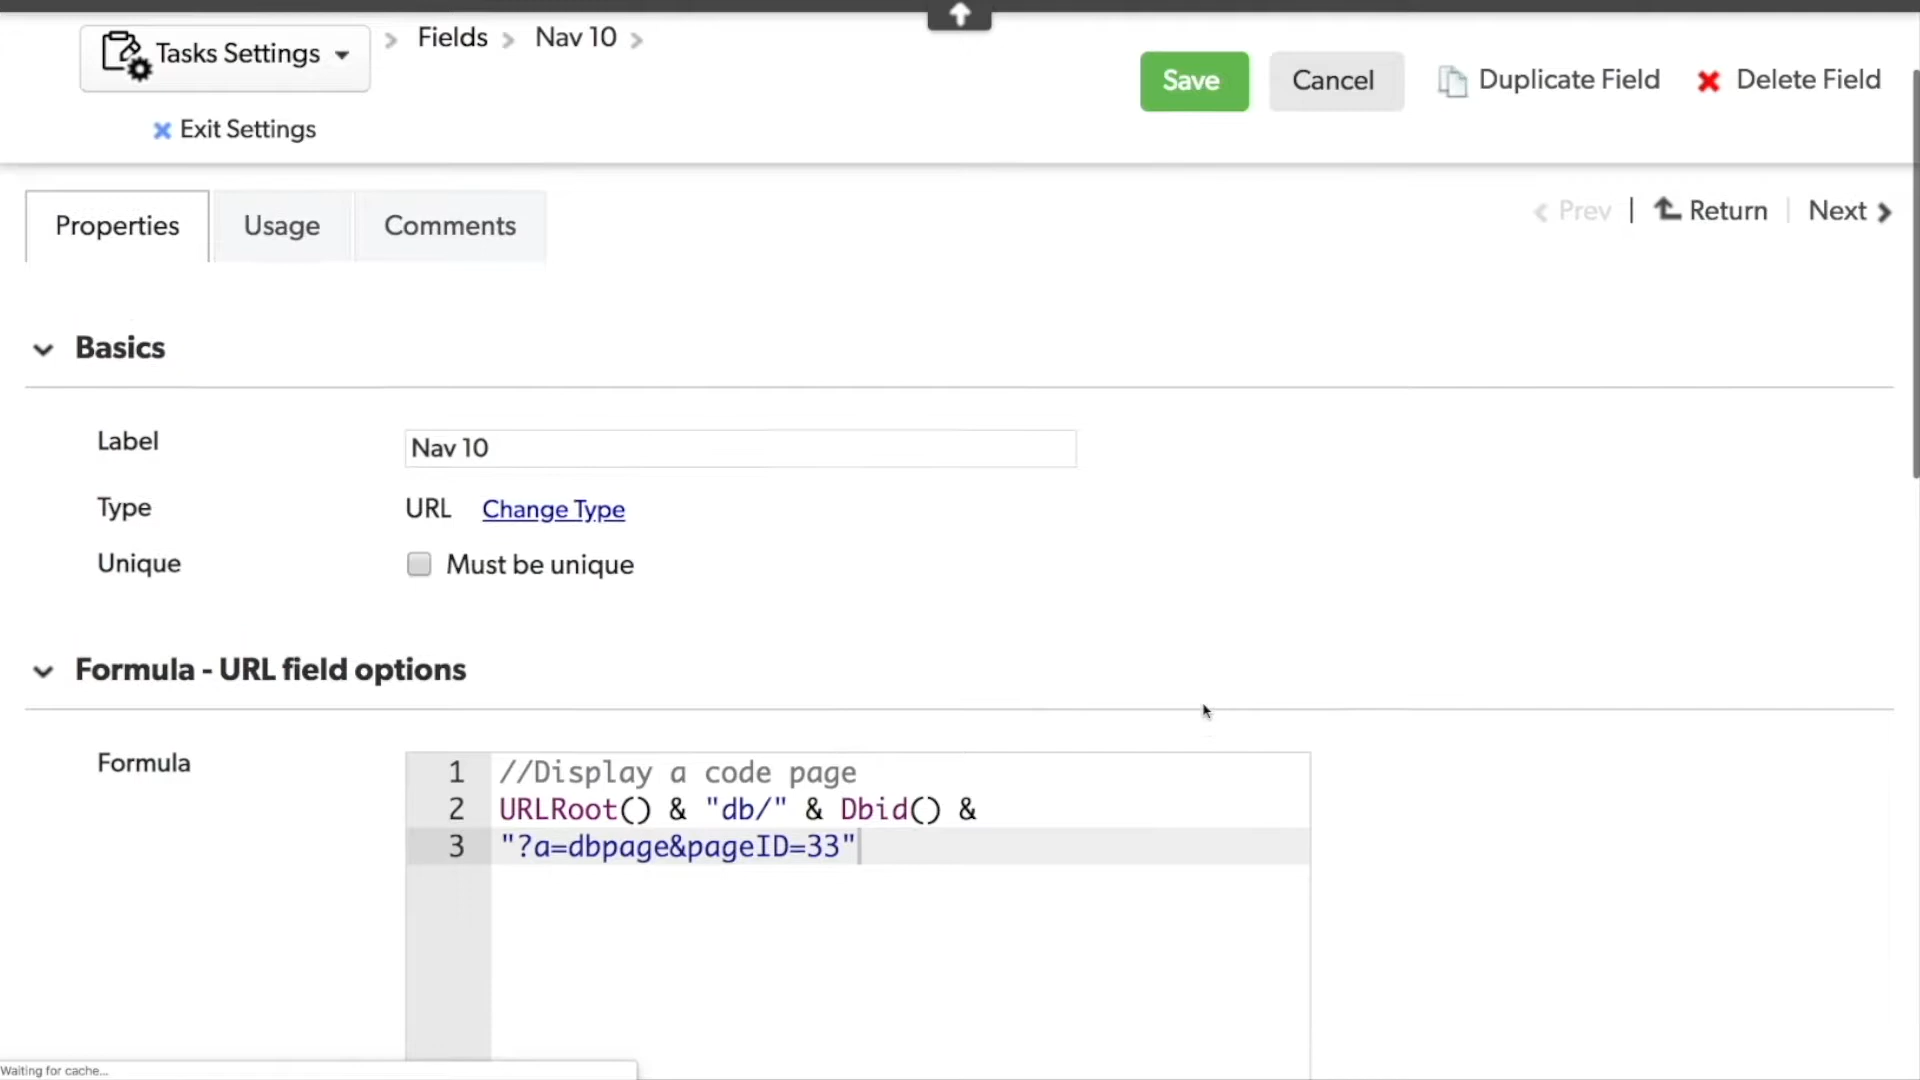 Tasks Settings
Fields
Nav 10
Save
Cancel
Duplicate Field
Delete Field
Exit Settings
Properties
Usage
Comments
Prev | Return | Next
Basics
Label
Nav 10
Type
URL Change Type
Unique
Must be unique
Formula - URL field options
Formula
1 //Display a code page
2 URLRoot() & "db/" & Dbid() &
3 "?a=dbpage&pageID=33"
Waiting for cache...